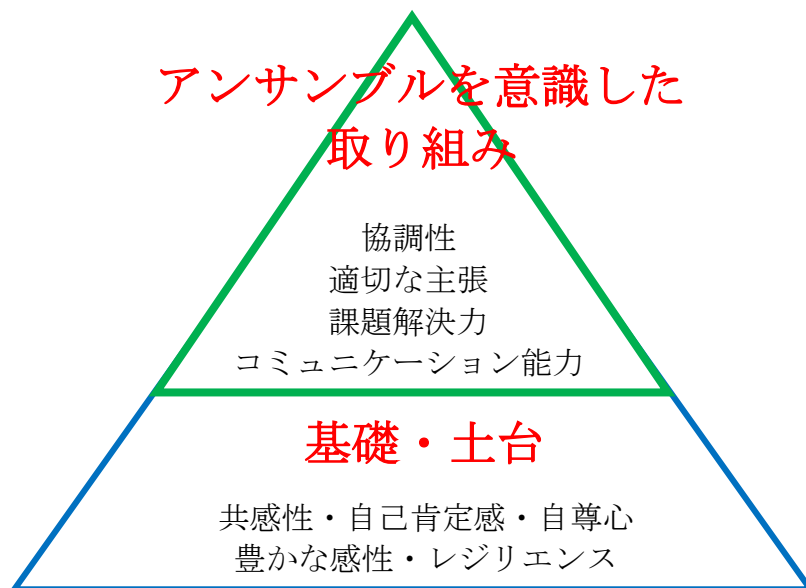 アンサンブルを意識した
取り組み
協調性
適切な主張
課題解決力
コミュニケーション能力
基礎・土台
共感性・自己肯定感・自尊心
豊かな感性・レジリエンス